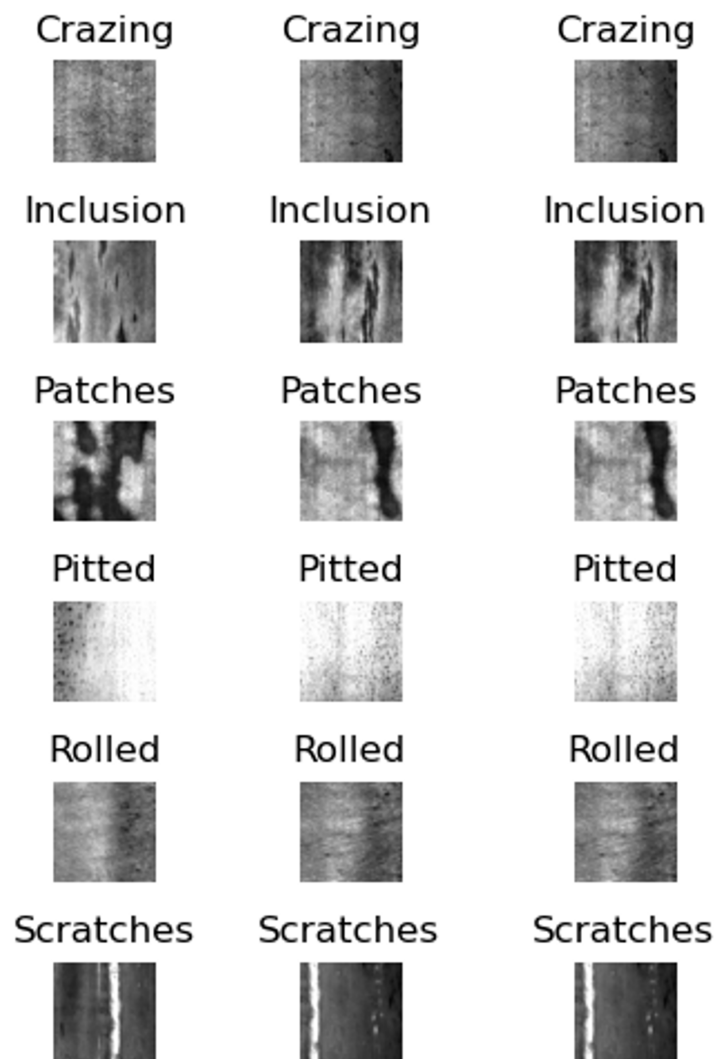 Crazing Crazing Crazing
Inclusion Inclusion Inclusion
Patches Patches Patches
Pitted Pitted Pitted
Rolled Rolled Rolled
Scratches Scratches Scratches